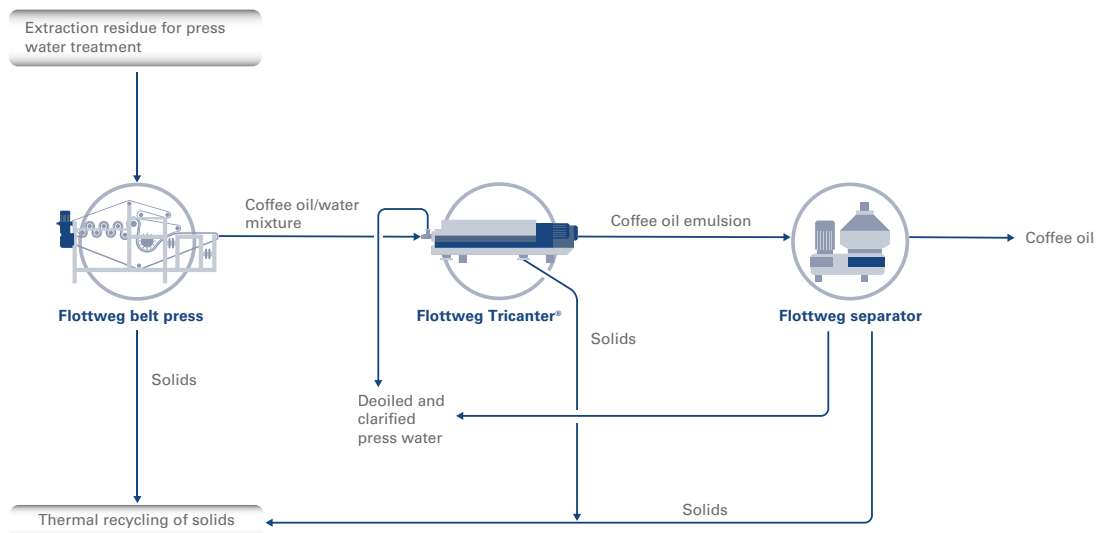 Extraction residue for press
water treatment
Coffee oil/water
mixture
Coffee oil emulsion
Coffee oil
Flottweg belt press
Flottweg Tricanter®
Flottweg separator
Solids
Solids
Deoiled and
clarified
press water
Solids
Thermal recycling of solids